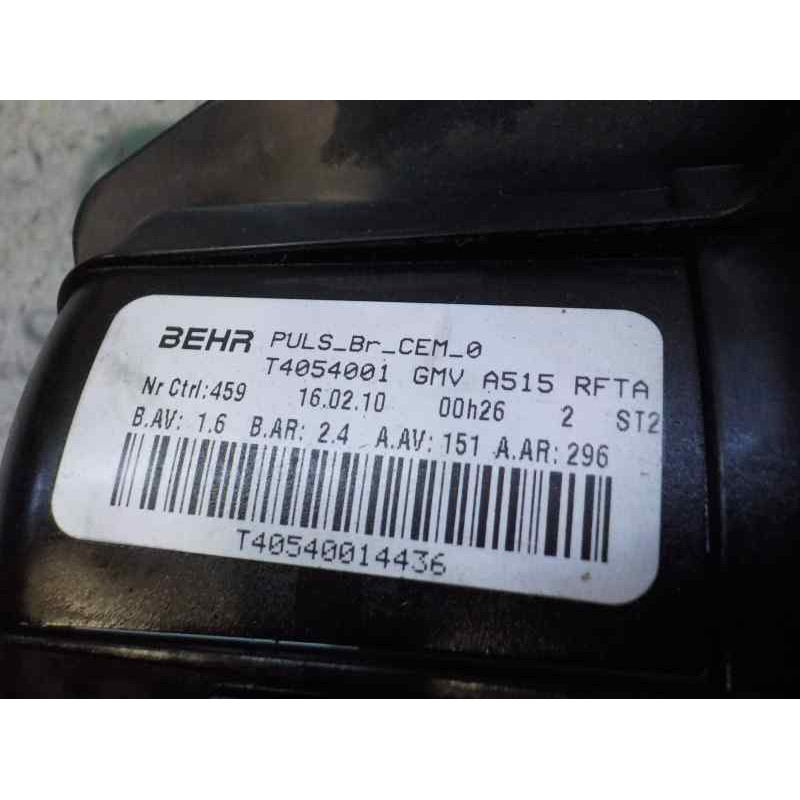 BEHR PULS_Br_CEM_0
T4054001 GMV A515 RFTA
Nr Ctrl:459 16.02.10 00h26 2 ST2
B.AV: 1.6 B.AR: 2.4 A.AV: 151 A.AR: 296
T40540014436